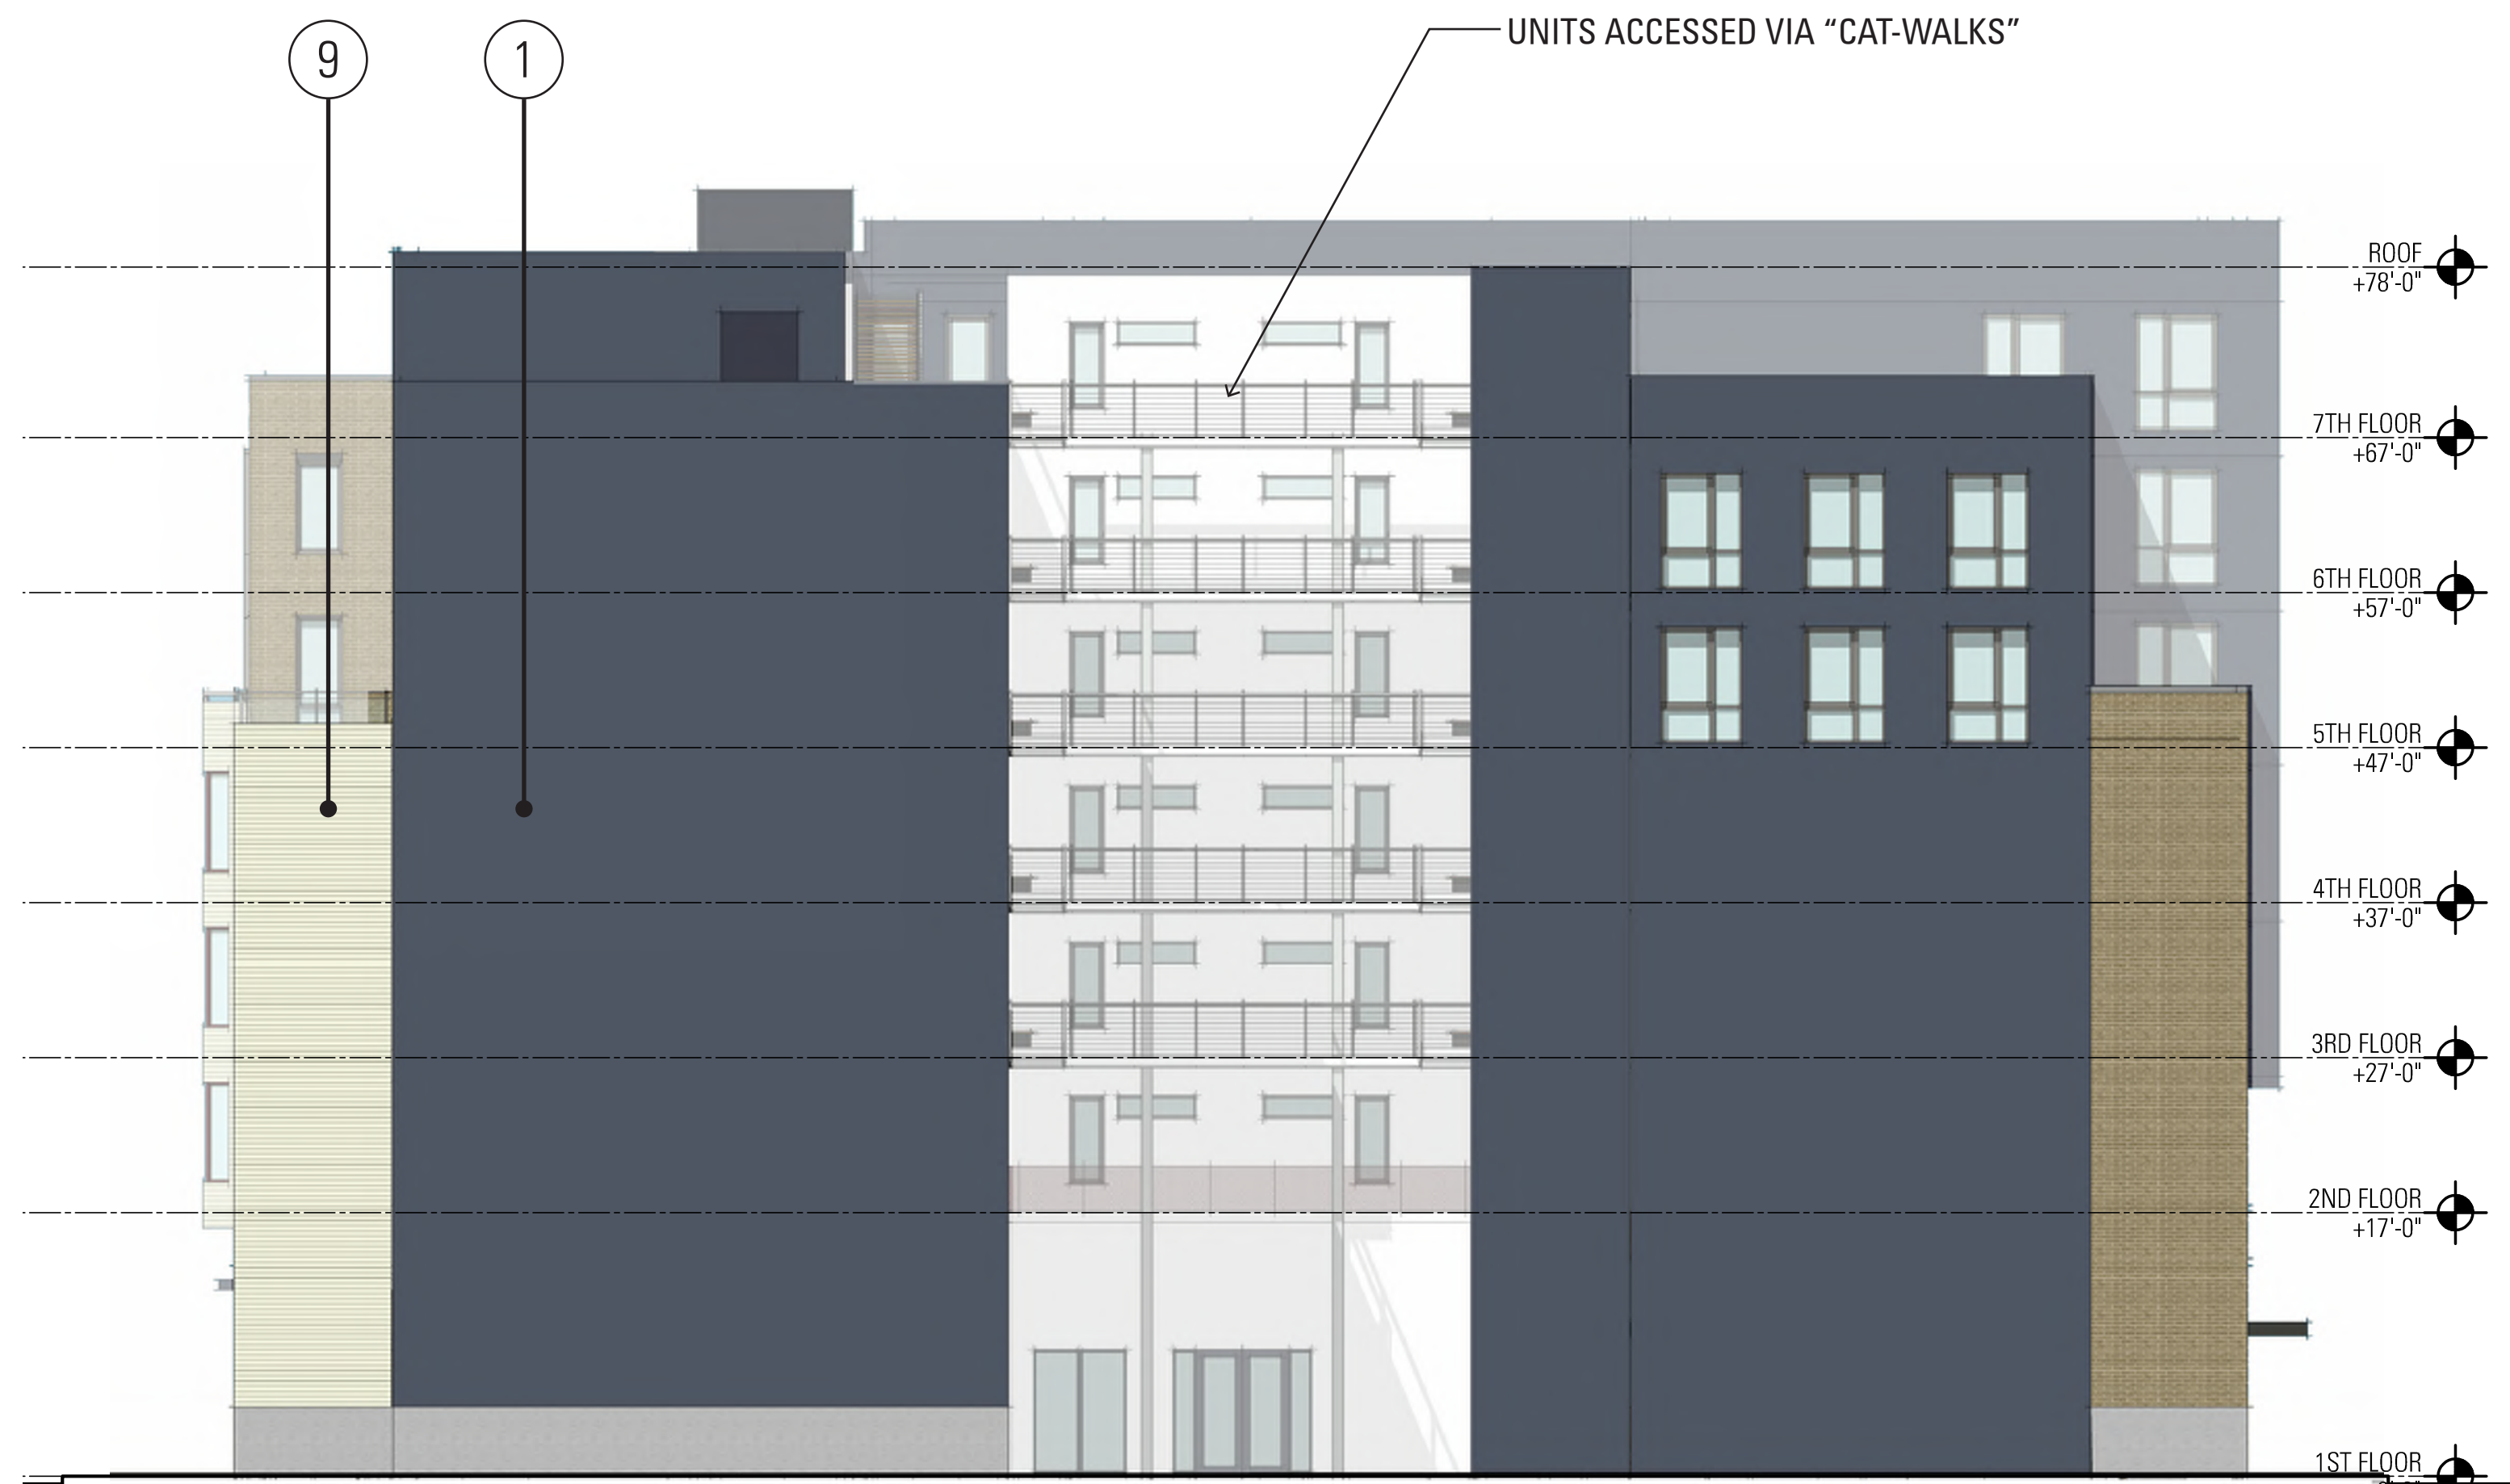 9
1
UNITS ACCESSED VIA “CAT-WALKS”
ROOF
+78'-0"
7TH FLOOR
+67'-0"
6TH FLOOR
+57'-0"
5TH FLOOR
+47'-0"
4TH FLOOR
+37'-0"
3RD FLOOR
+27'-0"
2ND FLOOR
+17'-0"
1ST FLOOR